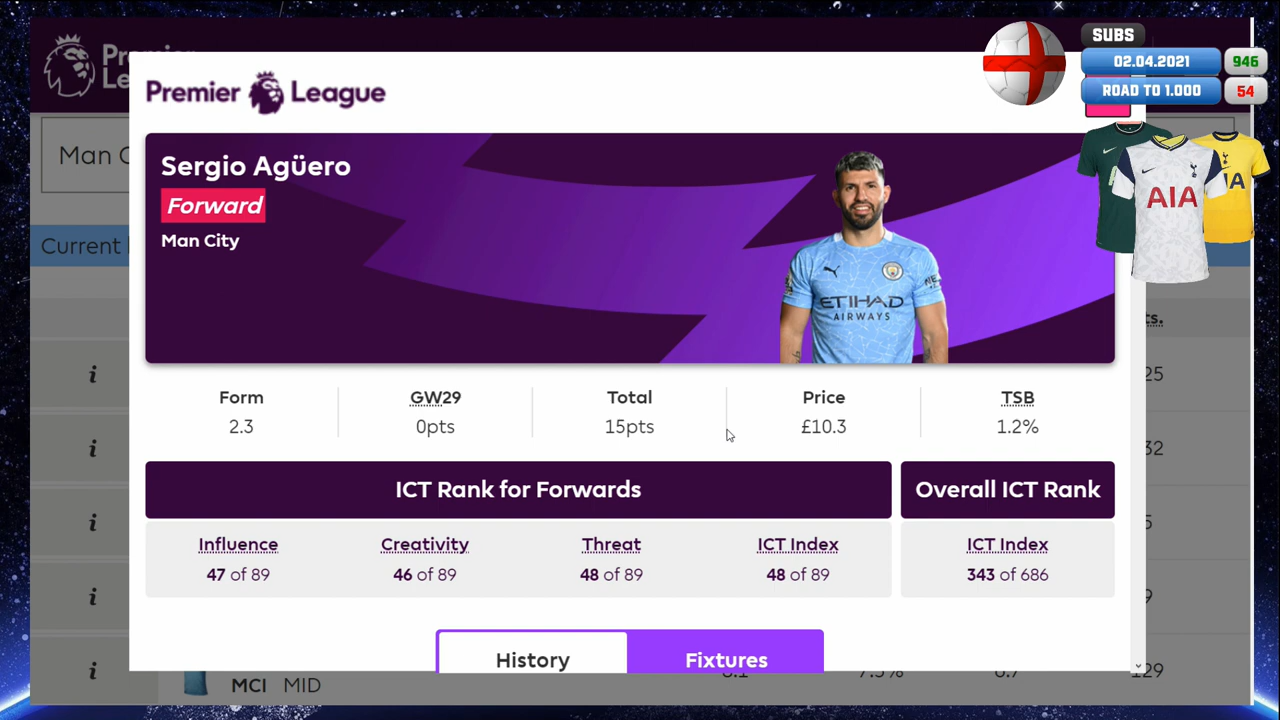 SUBS
02.04.2021 946
ROAD TO 1.000 54
Premier League
Man C
Current
Sergio Agüero
Forward
Man City
ETIHAD
AIRWAYS
AIA
Form GW29 Total Price TSB
2.3 0pts 15pts £10.3 1.2%
ICT Rank for Forwards Overall ICT Rank
Influence Creativity Threat ICT Index ICT Index
47 of 89 46 of 89 48 of 89 48 of 89 343 of 686
History Fixtures
MCI MID